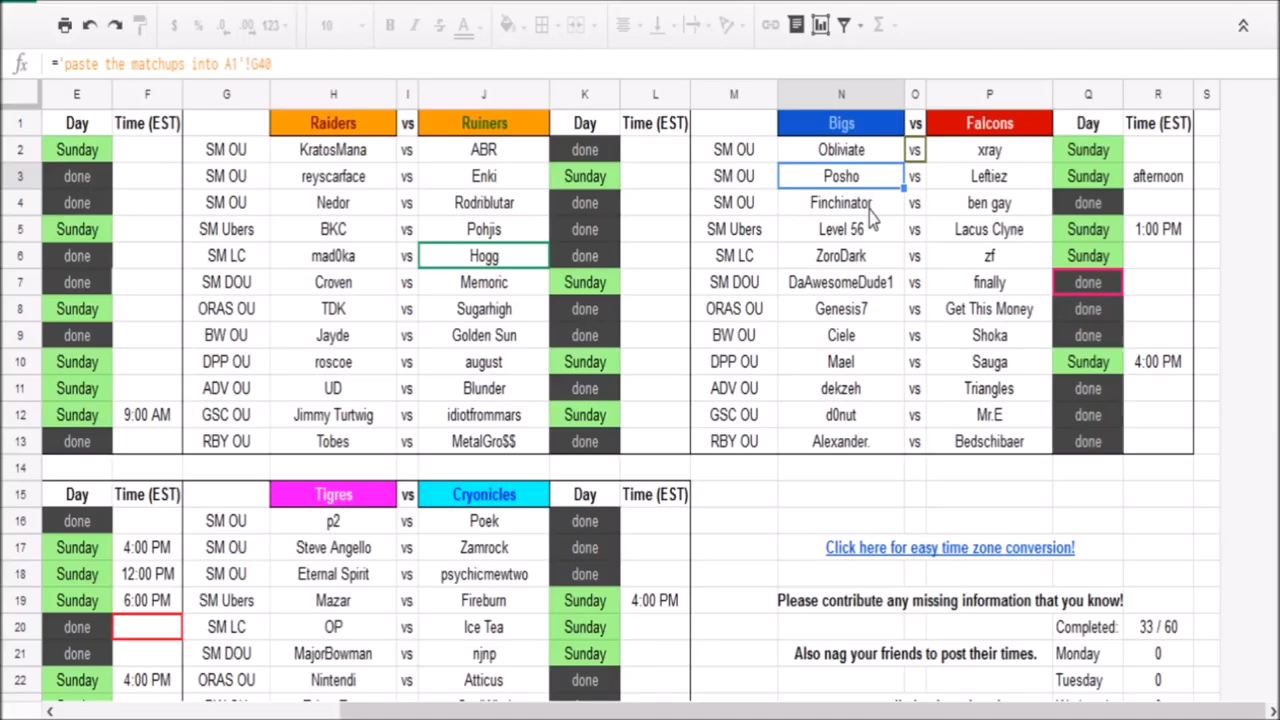 $ % .0 .00 123 10 B I S A Σ
fx ='paste the matchups into A1'!G40
E F G H I J K L M N O P Q R S
1 Day Time (EST) Raiders vs Ruiners Day Time (EST) Bigs vs Falcons Day Time (EST)
2 Sunday SM OU KratosMana vs ABR done SM OU Obliviate vs xray Sunday
3 done SM OU reyscarface vs Enki Sunday SM OU Posho vs Leftiez Sunday afternoon
4 done SM OU Nedor vs Rodriblutar done SM OU Finchinator vs ben gay done
5 Sunday SM Ubers BKC vs Pohjis done SM Ubers Level 56 vs Lacus Clyne Sunday 1:00 PM
6 done SM LC mad0ka vs Hogg done SM LC ZoroDark vs zf Sunday
7 done SM DOU Croven vs Memoric Sunday SM DOU DaAwesomeDude1 vs finally done
8 Sunday ORAS OU TDK vs Sugarhigh done ORAS OU Genesis7 vs Get This Money done
9 done BW OU Jayde vs Golden Sun done BW OU Ciele vs Shoka done
10 Sunday DPP OU roscoe vs august Sunday DPP OU Mael vs Sauga Sunday 4:00 PM
11 Sunday ADV OU UD vs Blunder done ADV OU dekzeh vs Triangles done
12 Sunday 9:00 AM GSC OU Jimmy Turtwig vs idiotfrommars Sunday GSC OU d0nut vs Mr.E done
13 done RBY OU Tobes vs MetalGro$$ done RBY OU Alexander. vs Bedschibaer done
14
15 Day Time (EST) Tigres vs Cryonicles Day Time (EST)
16 done SM OU p2 vs Poek done
17 Sunday 4:00 PM SM OU Steve Angello vs Zamrock done Click here for easy time zone conversion!
18 Sunday 12:00 PM SM OU Eternal Spirit vs psychicmewtwo done
19 Sunday 6:00 PM SM Ubers Mazar vs Fireburn Sunday 4:00 PM Please contribute any missing information that you know!
20 done SM LC OP vs Ice Tea Sunday Completed: 33 / 60
21 done SM DOU MajorBowman vs njnp Sunday Also nag your friends to post their times. Monday 0
22 Sunday 4:00 PM ORAS OU Nintendi vs Atticus done Tuesday 0